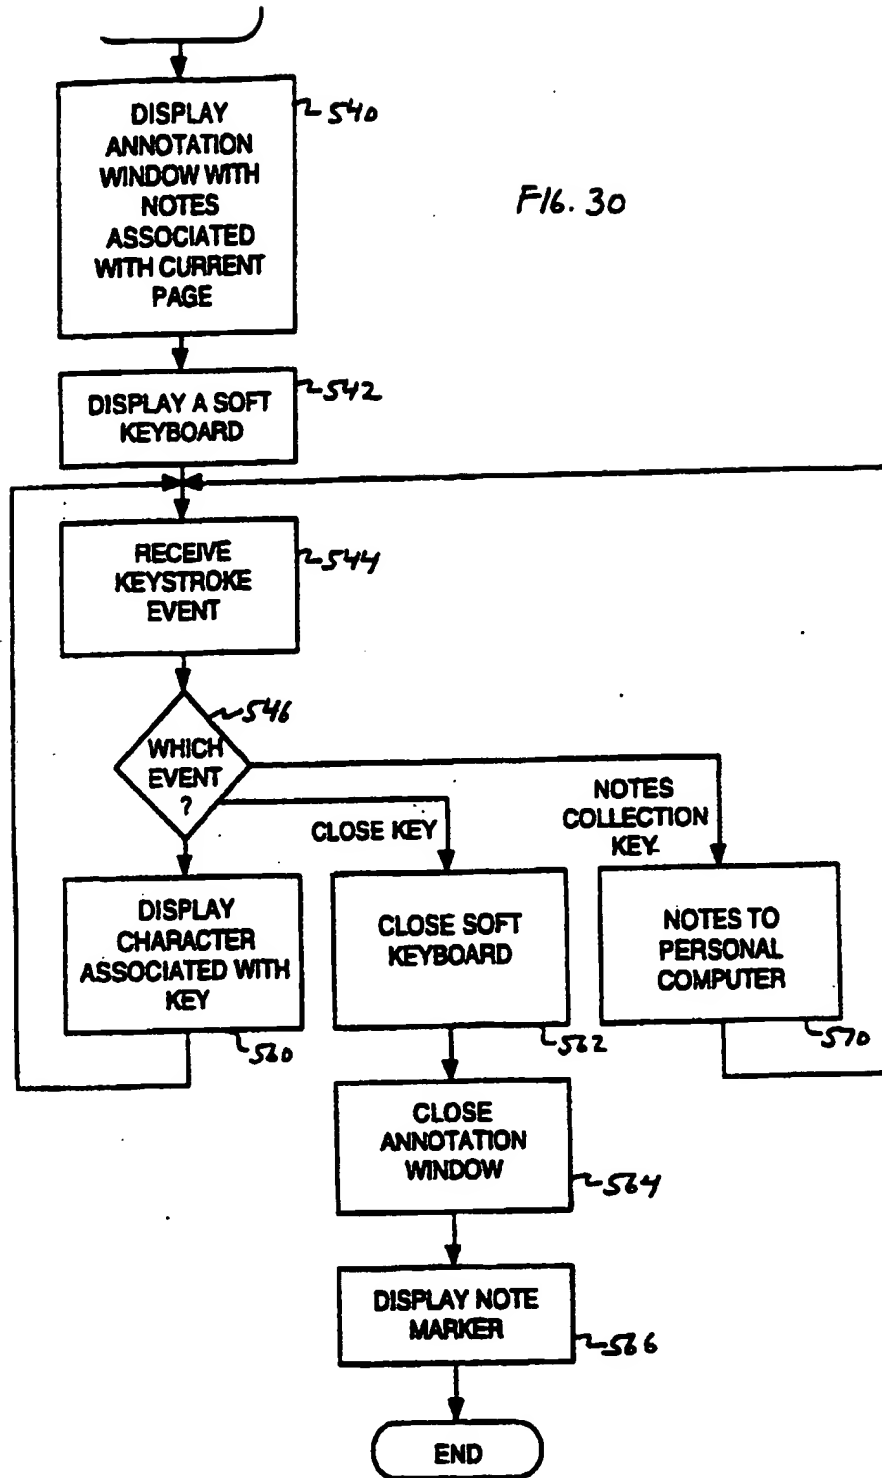 DISPLAY
ANNOTATION
WINDOW WITH
NOTES
ASSOCIATED
WITH CURRENT
PAGE
540
FIG. 30
DISPLAY A SOFT
KEYBOARD
542
RECEIVE
KEYSTROKE
EVENT
544
WHICH
EVENT
?
546
CLOSE KEY
NOTES
COLLECTION
KEY
DISPLAY
CHARACTER
ASSOCIATED WITH
KEY
560
CLOSE SOFT
KEYBOARD
562
NOTES TO
PERSONAL
COMPUTER
570
CLOSE
ANNOTATION
WINDOW
564
DISPLAY NOTE
MARKER
566
END